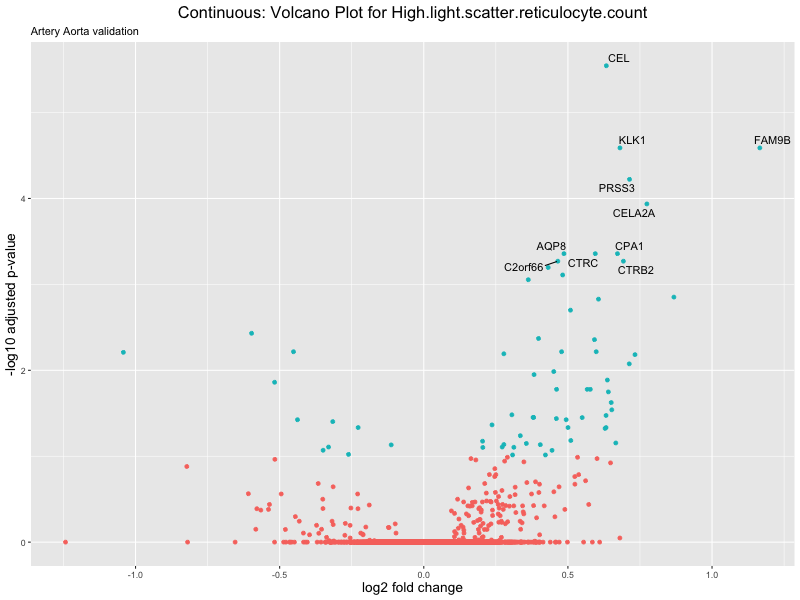 Continuous: Volcano Plot for High.light.scatter.reticulocyte.count
Artery Aorta validation
CEL
KLK1
FAM9B
PRSS3
4
CELA2A
AQP8
CPA1
C2orf66
CTRC
CTRB2
-log10 adjusted p-value
2
0
-1.0
-0.5
0.0
0.5
1.0
log2 fold change